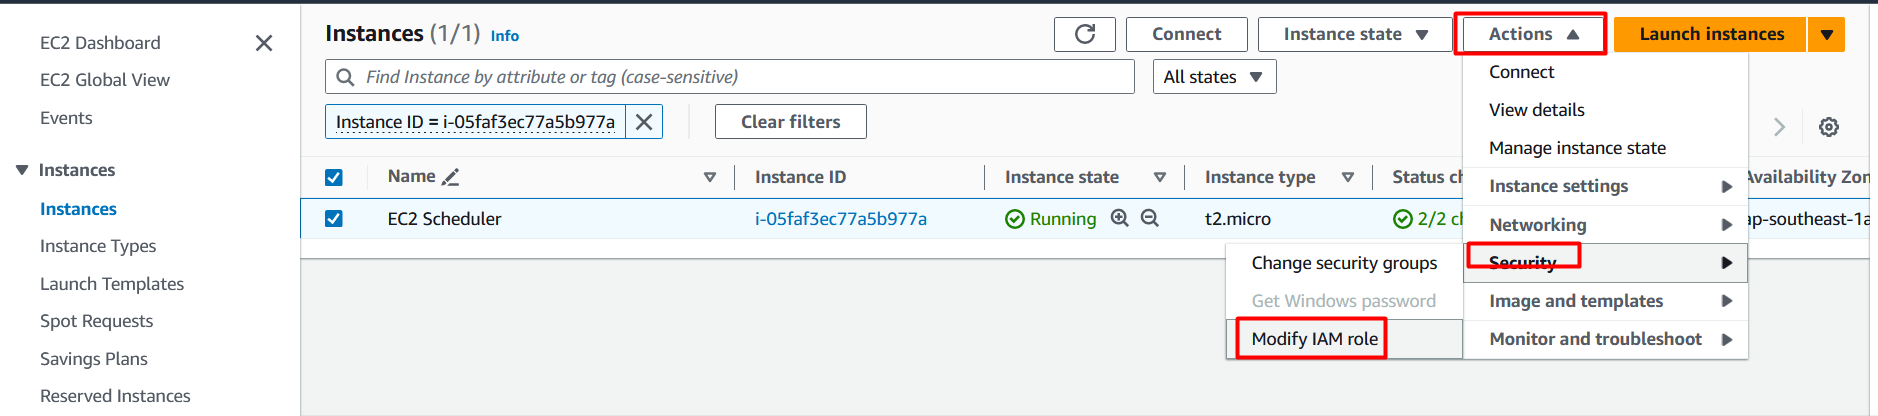 EC2 Dashboard
EC2 Global View
Events
Instances
Instances
Instance Types
Launch Templates
Spot Requests
Savings Plans
Reserved Instances
Instances (1/1) Info
Connect
Instance state
Actions
Launch instances
Find Instance by attribute or tag (case-sensitive)
All states
Instance ID = i-05faf3ec77a5b977a
Clear filters
Name
Instance ID
Instance state
Instance type
Status ch
Availability Zon
EC2 Scheduler
i-05faf3ec77a5b977a
Running
t2.micro
2/2 ch
ap-southeast-1a
Connect
View details
Manage instance state
Instance settings
Networking
Security
Image and templates
Monitor and troubleshoot
Change security groups
Get Windows password
Modify IAM role